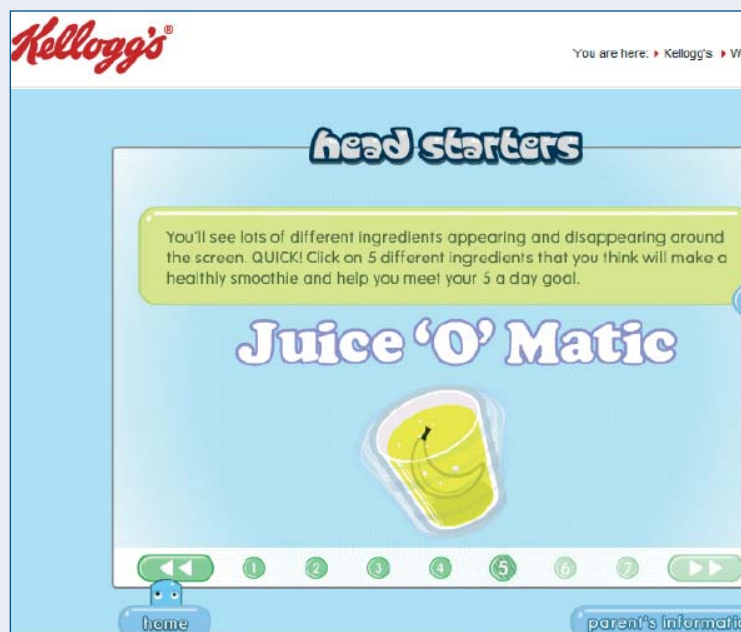 Kellogg's®
You are here: Kellogg's
head starters
You'll see lots of different ingredients appearing and disappearing around
the screen. QUICK! Click on 5 different ingredients that you think will make a
healthly smoothie and help you meet your 5 a day goal.
Juice 'O' Matic
1 2 3 4 5 6 7
home
parent's